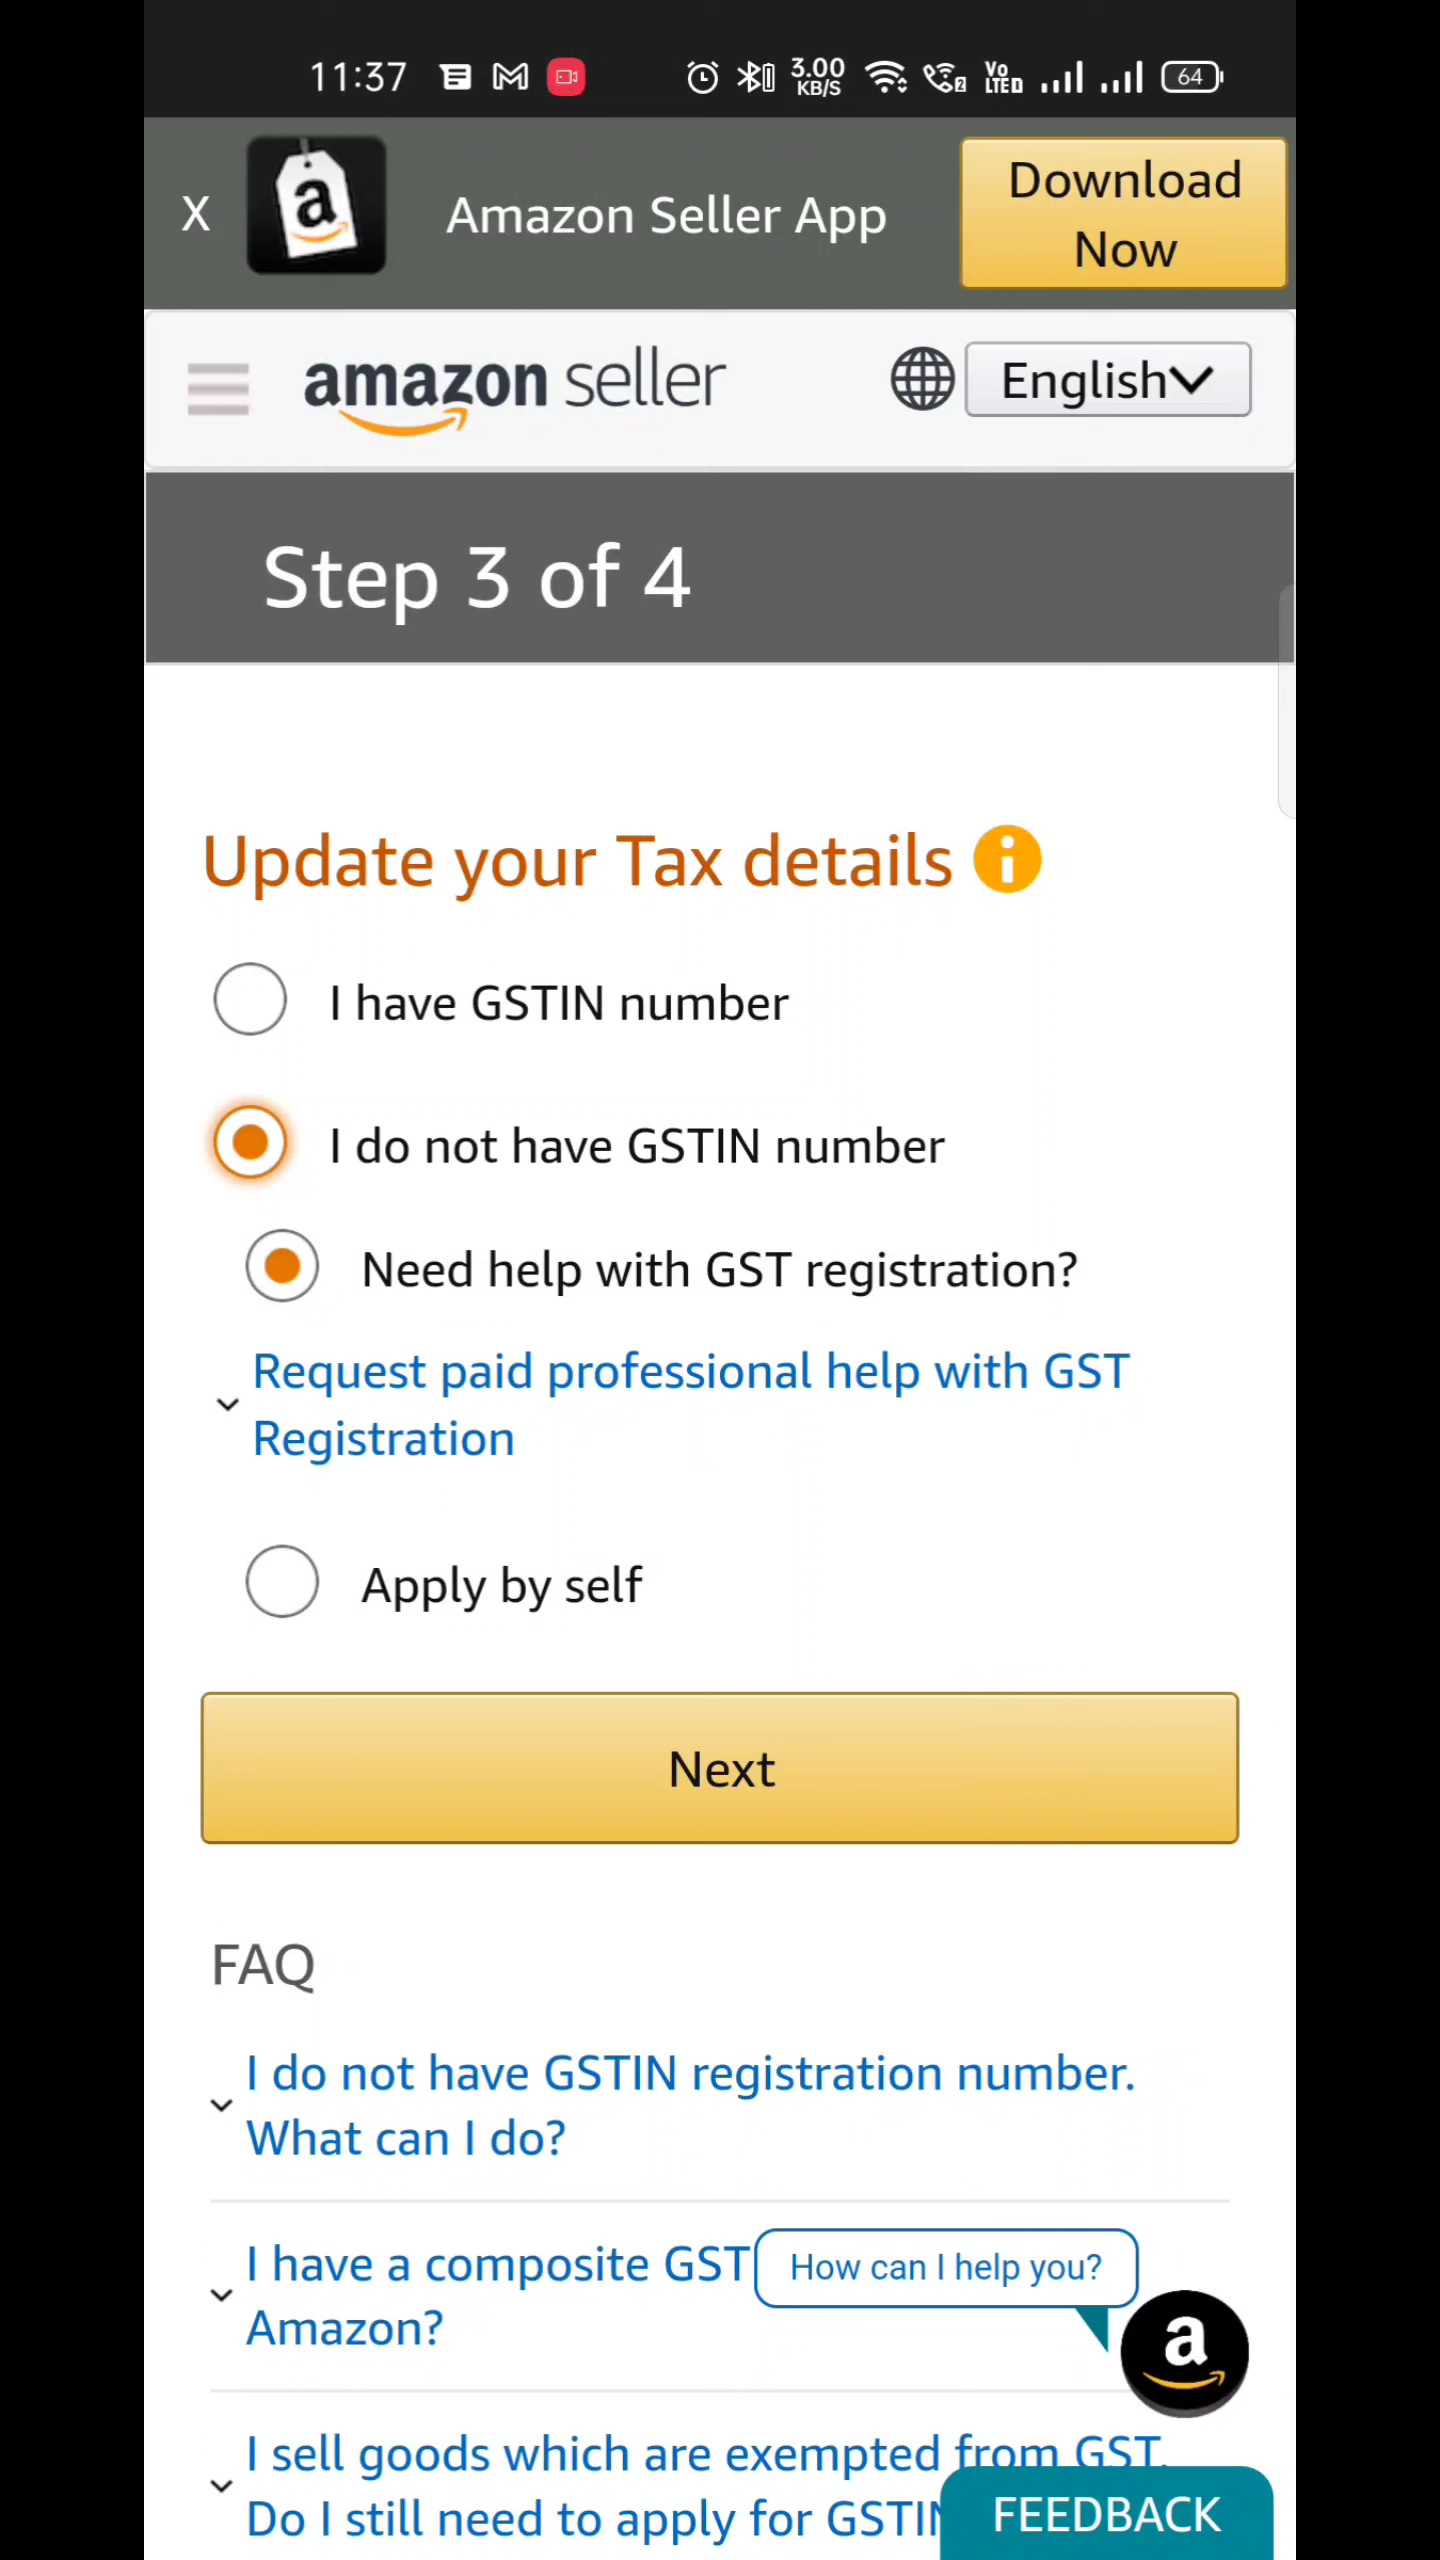 11:37 3.00 KB/S Vo LTE 64
X Amazon Seller App Download
Now
amazon seller English
Step 3 of 4
Update your Tax details
I have GSTIN number
I do not have GSTIN number
Need help with GST registration?
Request paid professional help with GST
Registration
Apply by self
Next
FAQ
I do not have GSTIN registration number.
What can I do?
I have a composite GST
How can I help you?
Amazon?
I sell goods which are exempted from GST.
Do I still need to apply for
FEEDBACK